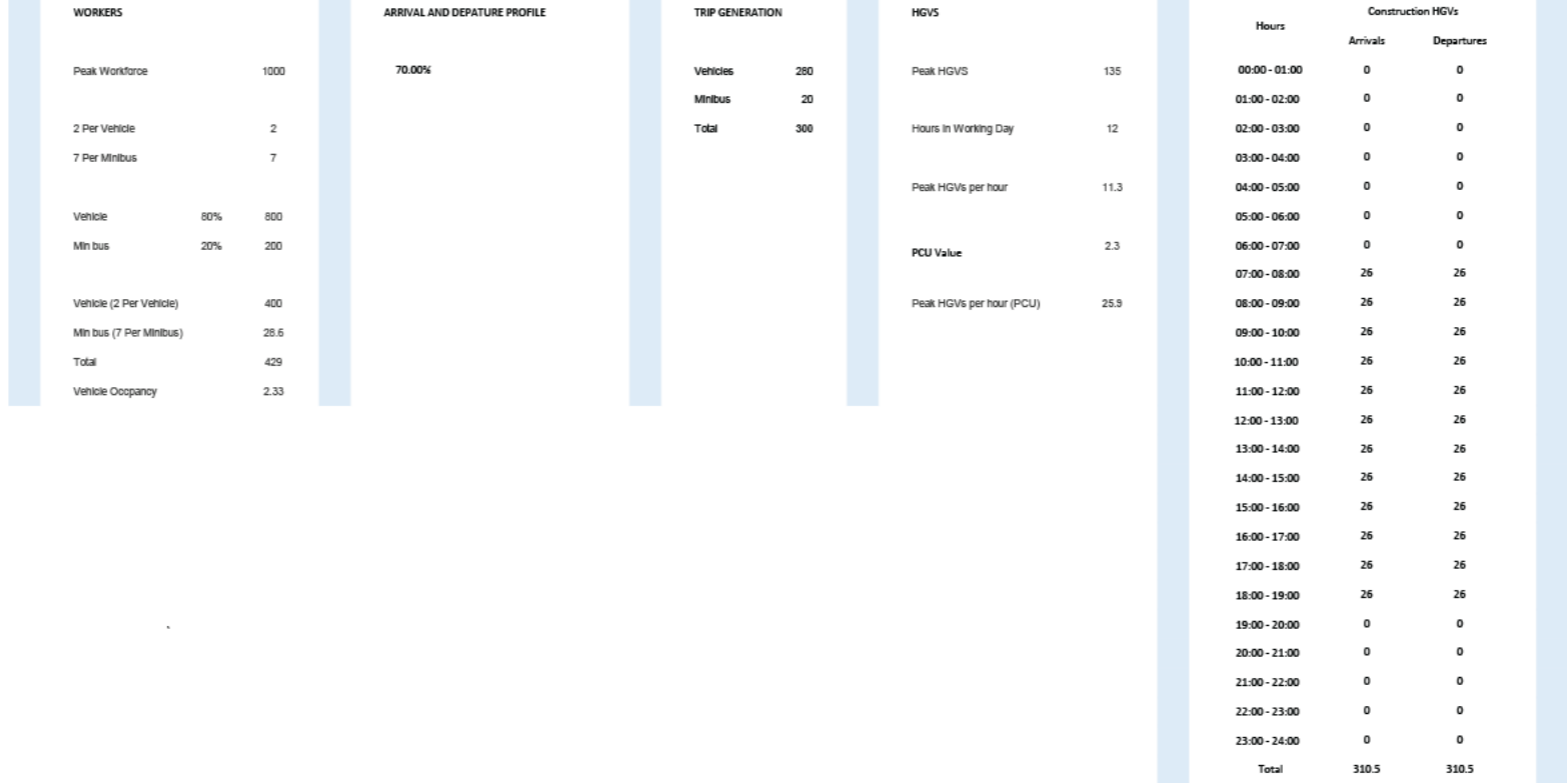 WORKERS
Peak Workforce 1000
2 Per Vehicle 2
7 Per Minibus 7
Vehicle 80% 800
Min bus 20% 200
Vehicle (2 Per Vehicle) 400
Min bus (7 Per Minibus) 28.6
Total 429
Vehicle Occpancy 2.33
ARRIVAL AND DEPATURE PROFILE
70.00%
TRIP GENERATION
Vehicles 280
Minibus 20
Total 300
HGVS
Peak HGVS 135
Hours in Working Day 12
Peak HGVs per hour 11.3
PCU Value 2.3
Peak HGVs per hour (PCU) 25.9
Construction HGVs
Hours
Arrivals Departures
00:00 - 01:00 0 0
01:00 - 02:00 0 0
02:00 - 03:00 0 0
03:00 - 04:00 0 0
04:00 - 05:00 0 0
05:00 - 06:00 0 0
06:00 - 07:00 0 0
07:00 - 08:00 26 26
08:00 - 09:00 26 26
09:00 - 10:00 26 26
10:00 - 11:00 26 26
11:00 - 12:00 26 26
12:00 - 13:00 26 26
13:00 - 14:00 26 26
14:00 - 15:00 26 26
15:00 - 16:00 26 26
16:00 - 17:00 26 26
17:00 - 18:00 26 26
18:00 - 19:00 26 26
19:00 - 20:00 0 0
20:00 - 21:00 0 0
21:00 - 22:00 0 0
22:00 - 23:00 0 0
23:00 - 24:00 0 0
Total 310.5 310.5